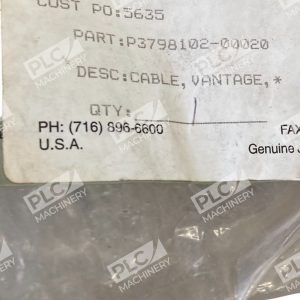 CUST PO:5635
PART:P3798102-00020
DESC:CABLE, VANTAGE,*
QTY: 1
PH: (716) 896-6600 FAX
U.S.A. Genuine J
PLC
MACHINERY